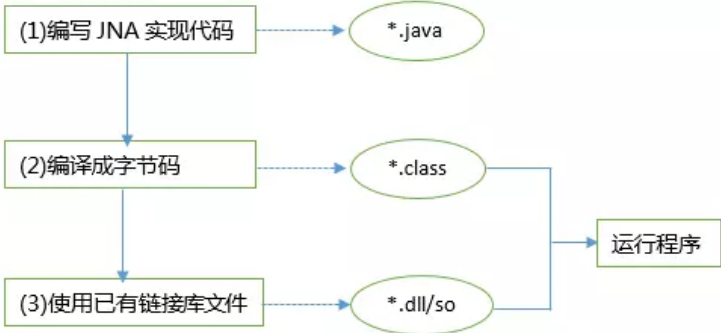 (1)编写 JNA 实现代码
*.java
(2)编译成字节码
*.class
运行程序
(3)使用已有链接库文件
*.dll/so